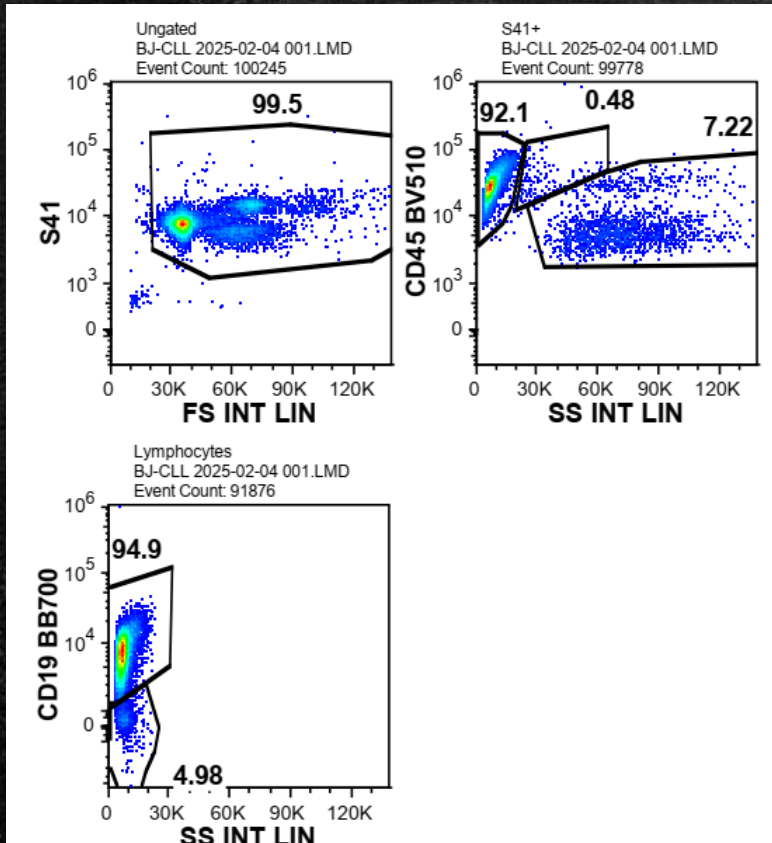 Ungated
BJ-CLL 2025-02-04 001.LMD
Event Count: 100245
99.5
10^6
10^5
10^4
10^3
0
S41
0 30K 60K 90K 120K
FS INT LIN
S41+
BJ-CLL 2025-02-04 001.LMD
Event Count: 99778
92.1 0.48 7.22
10^6
10^5
10^4
10^3
0
CD45 BV510
0 30K 60K 90K 120K
SS INT LIN
Lymphocytes
BJ-CLL 2025-02-04 001.LMD
Event Count: 91876
94.9
10^6
10^5
10^4
0
CD19 BB700
4.98
0 30K 60K 90K 120K
SS INT LIN